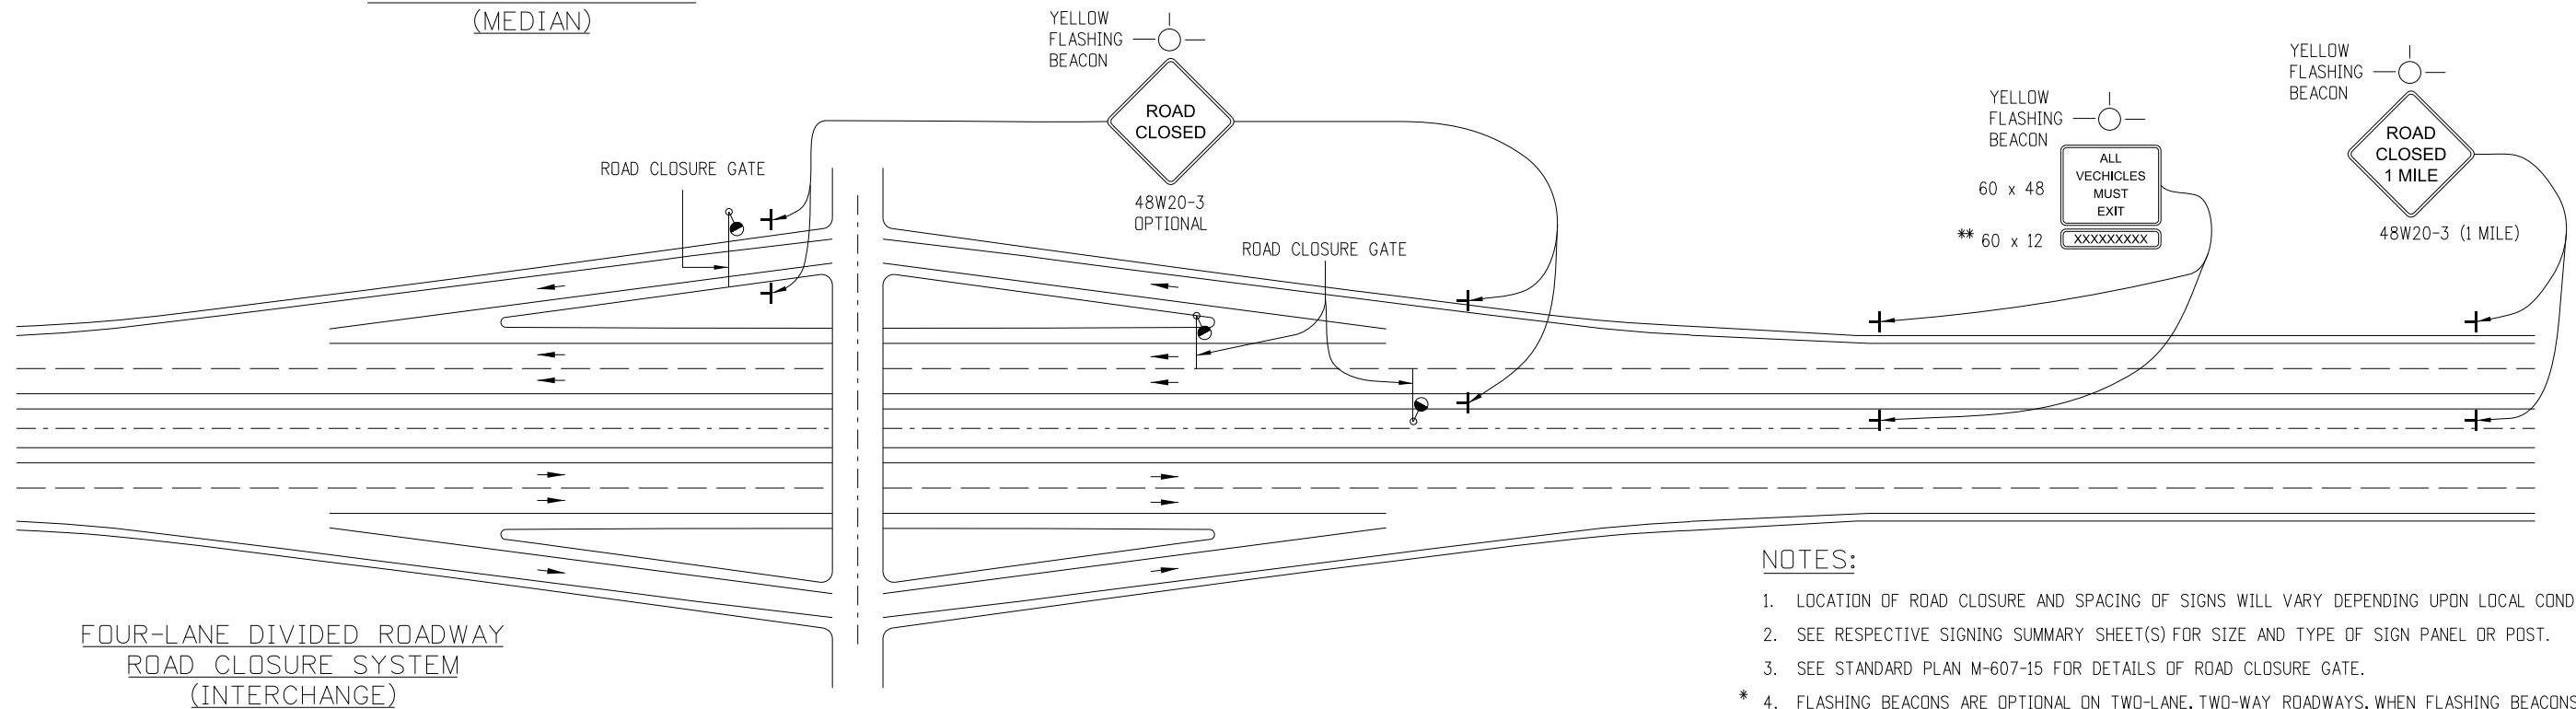 (MEDIAN)
YELLOW
FLASHING
BEACON
ROAD
CLOSED
48W20-3
OPTIONAL
ROAD CLOSURE GATE
ROAD CLOSURE GATE
YELLOW
FLASHING
BEACON
ALL
VECHICLES
MUST
EXIT
60 x 48
** 60 x 12
XXXXXXXXX
YELLOW
FLASHING
BEACON
ROAD
CLOSED
1 MILE
48W20-3 (1 MILE)
FOUR-LANE DIVIDED ROADWAY
ROAD CLOSURE SYSTEM
(INTERCHANGE)
NOTES:
1. LOCATION OF ROAD CLOSURE AND SPACING OF SIGNS WILL VARY DEPENDING UPON LOCAL COND
2. SEE RESPECTIVE SIGNING SUMMARY SHEET(S) FOR SIZE AND TYPE OF SIGN PANEL OR POST.
3. SEE STANDARD PLAN M-607-15 FOR DETAILS OF ROAD CLOSURE GATE.
* 4. FLASHING BEACONS ARE OPTIONAL ON TWO-LANE, TWO-WAY ROADWAYS. WHEN FLASHING BEACONS